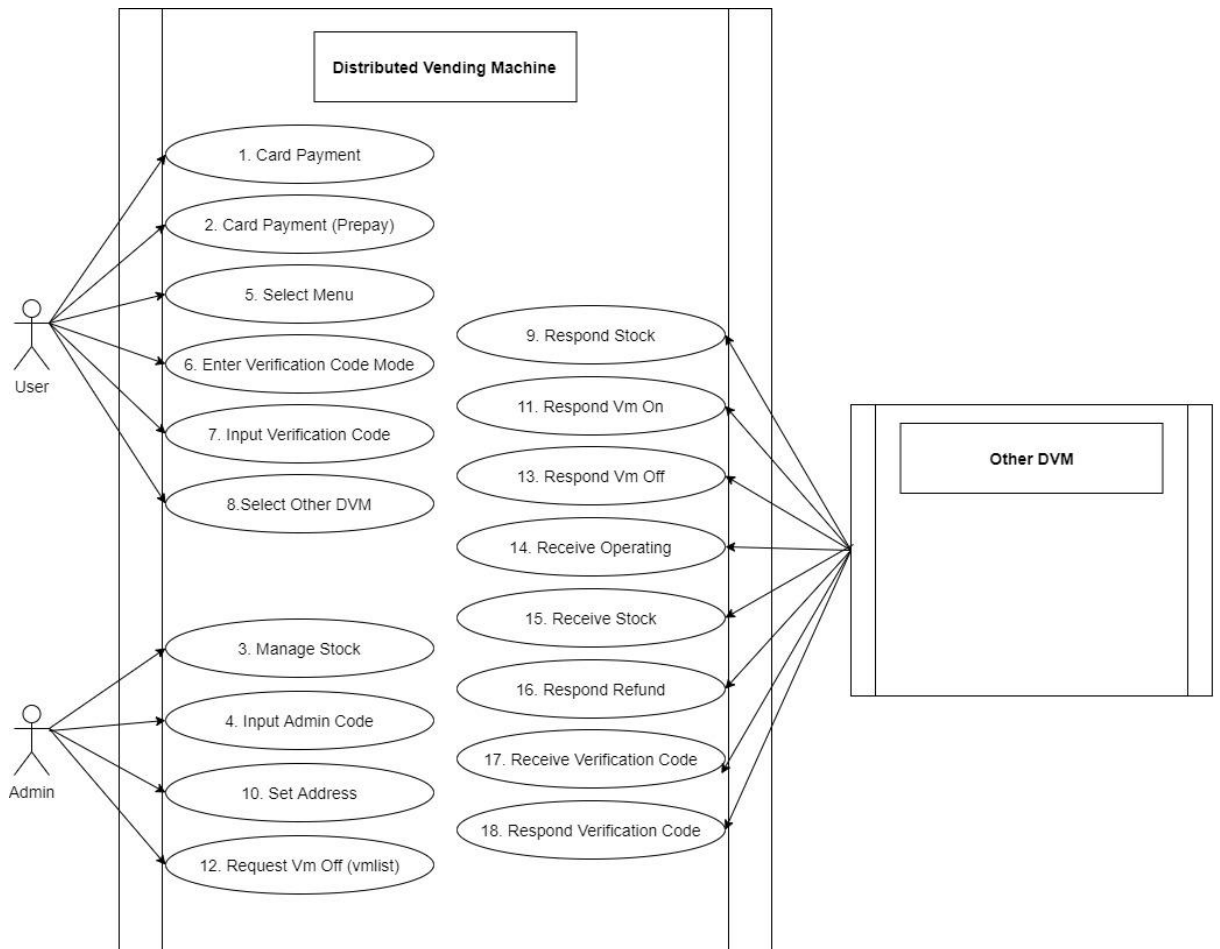 Distributed Vending Machine
1. Card Payment
2. Card Payment (Prepay)
5. Select Menu
6. Enter Verification Code Mode
7. Input Verification Code
8.Select Other DVM
User
3. Manage Stock
4. Input Admin Code
10. Set Address
12. Request Vm Off (vmlist)
Admin
9. Respond Stock
11. Respond Vm On
13. Respond Vm Off
14. Receive Operating
15. Receive Stock
16. Respond Refund
17. Receive Verification Code
18. Respond Verification Code
Other DVM